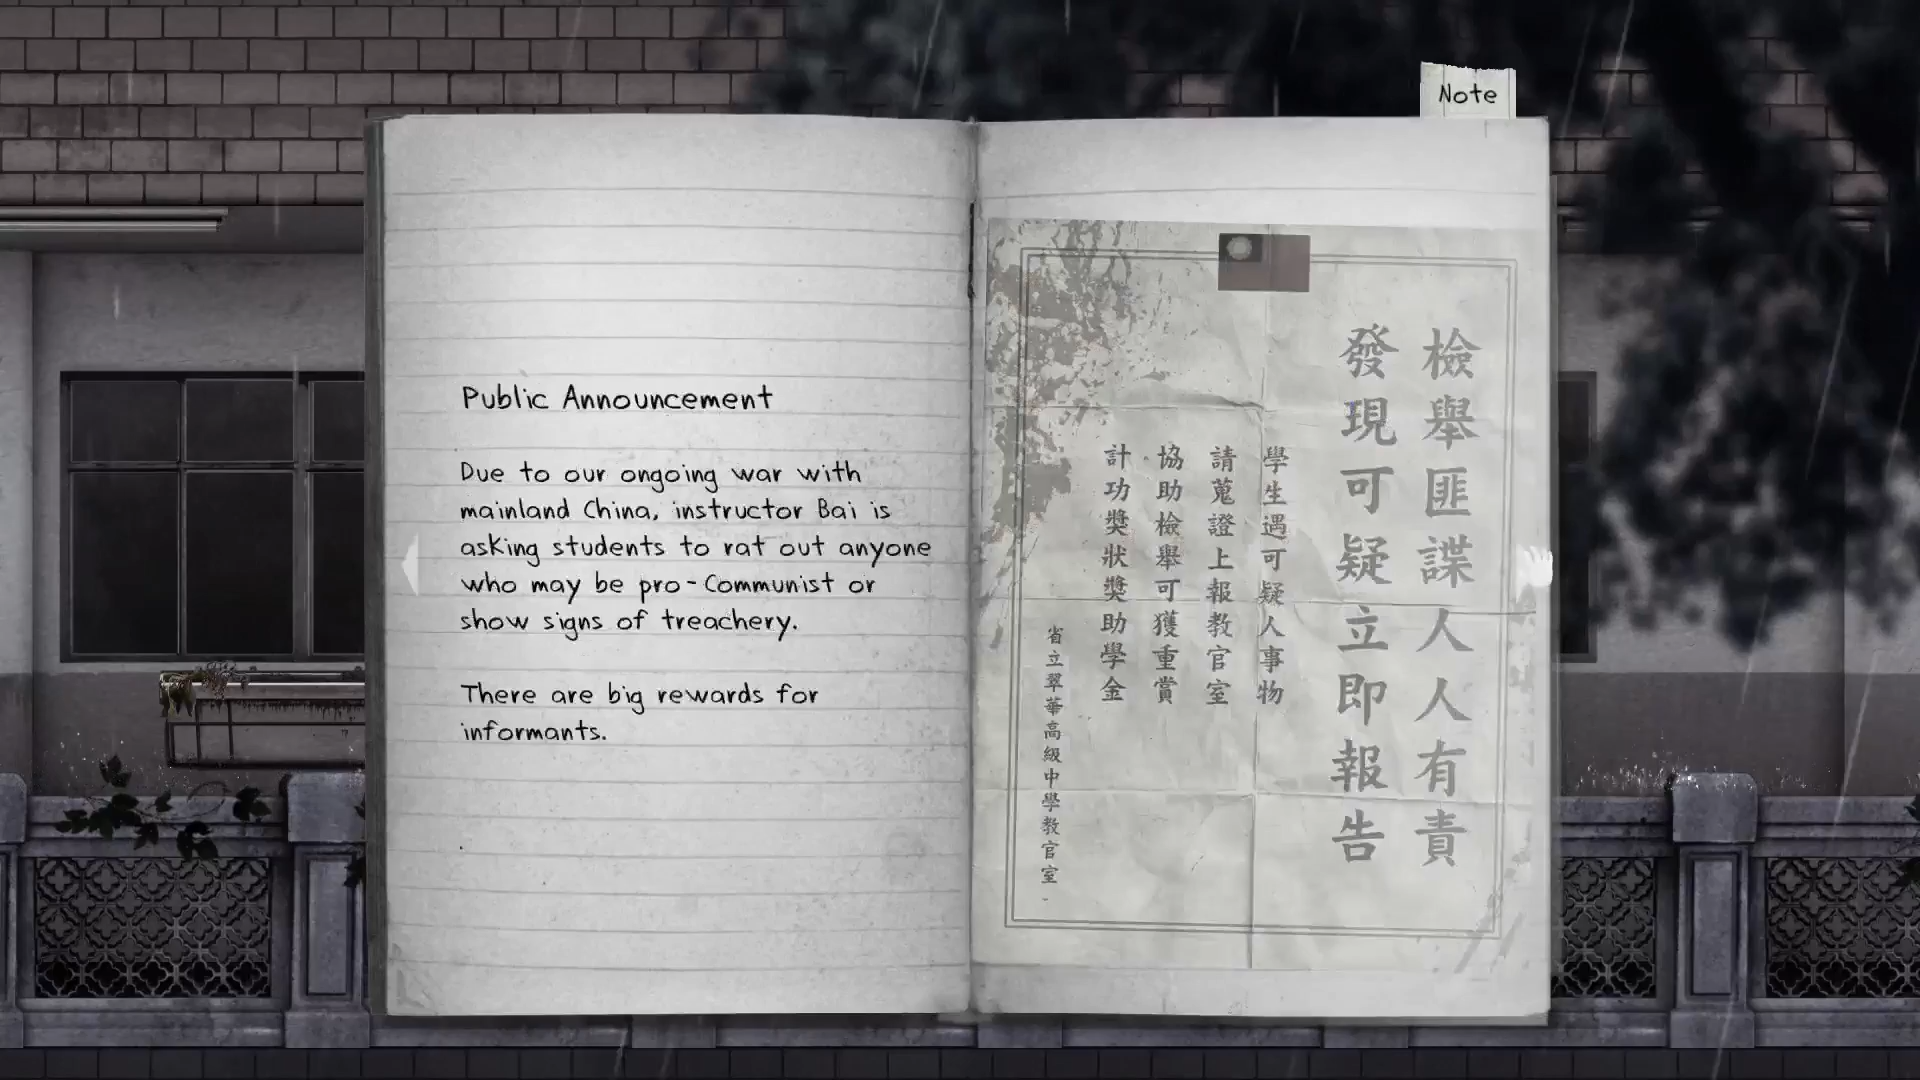 Note
Public Announcement
Due to our ongoing war with
mainland China, instructor Bai is
asking students to rat out anyone
who may be pro-Communist or
show signs of treachery.
There are big rewards for
informants.
檢舉匪諜人人有責
發現可疑立即報告
學生遇可疑人事物
請蒐證上報教官室
協助檢舉可獲重賞
計功獎狀獎助學金
省立翠華高級中學教官室